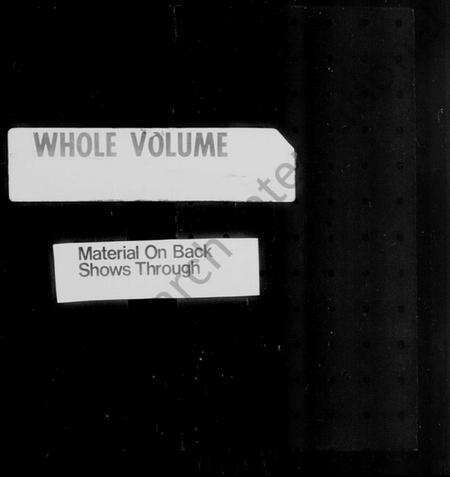 WHOLE VOLUME
Material On Back
Shows Through